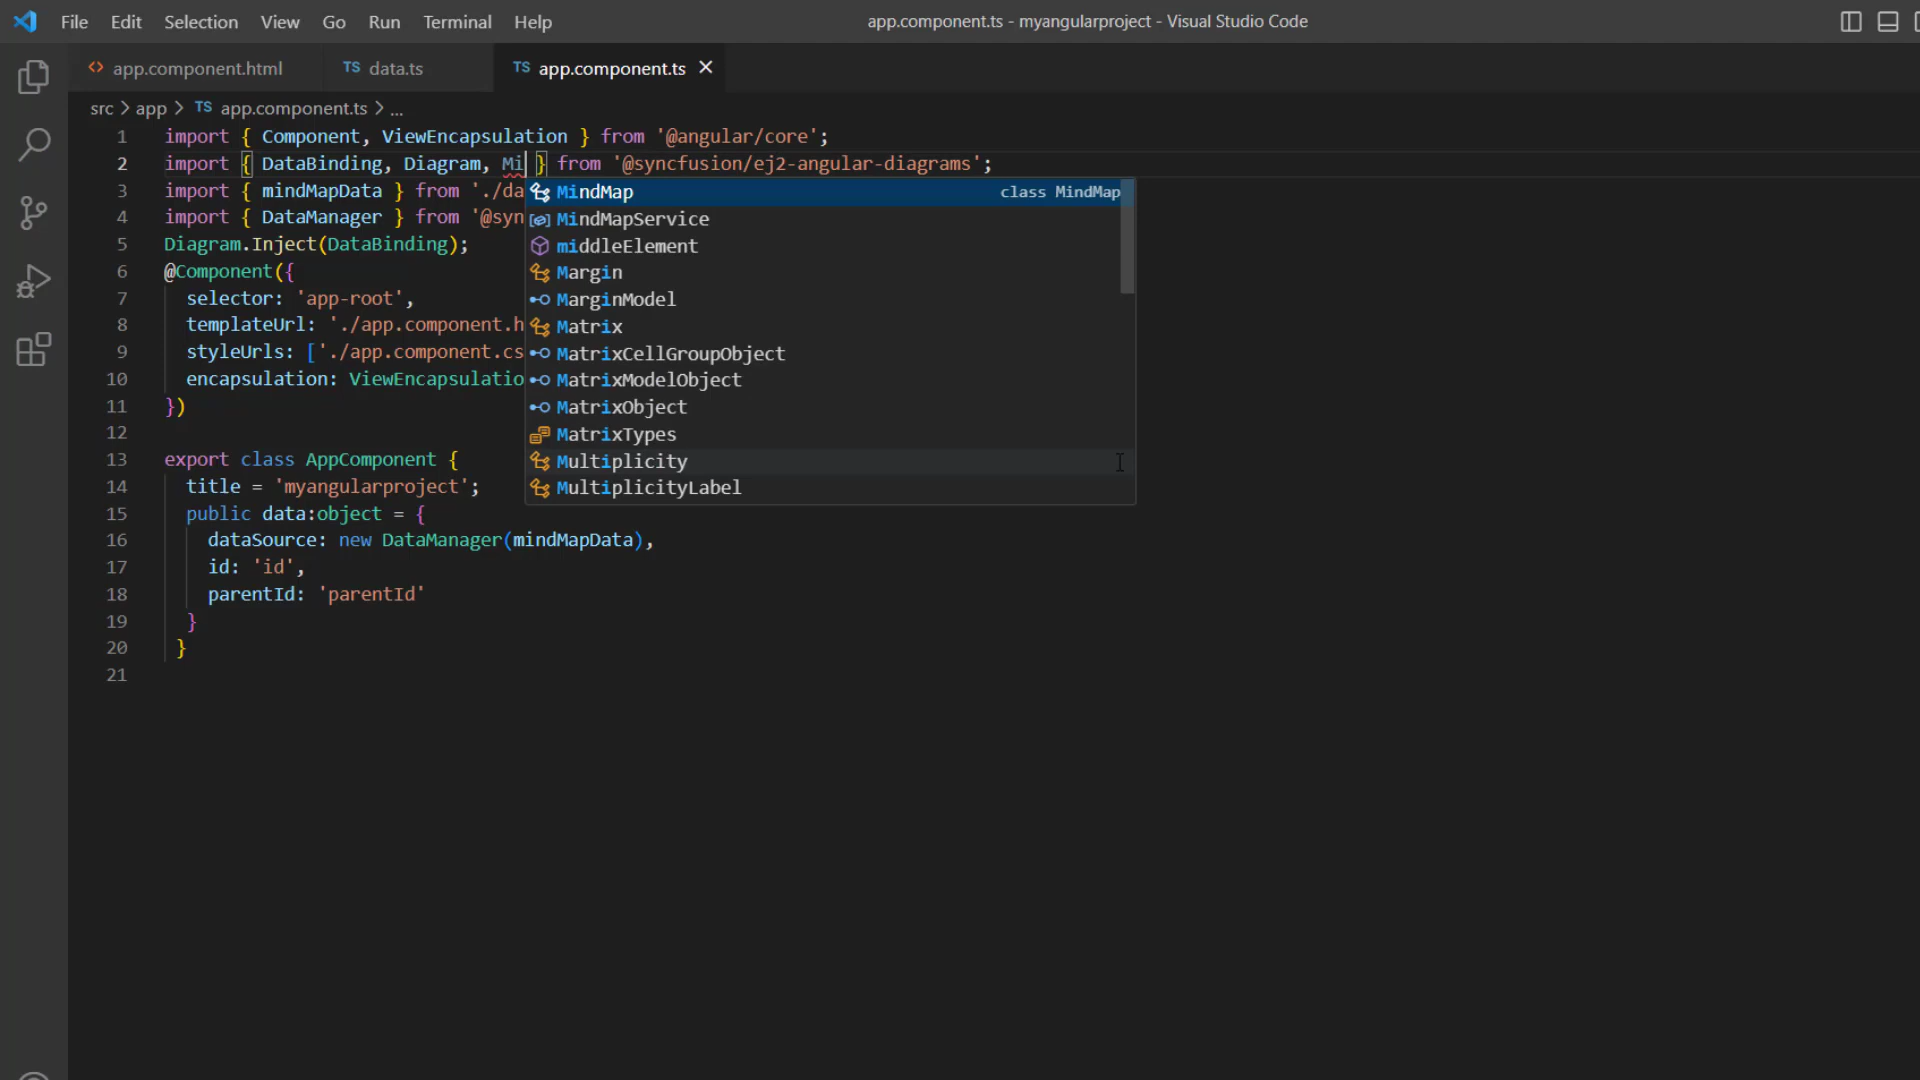 File Edit Selection View Go Run Terminal Help app.component.ts - myangularproject - Visual Studio Code
<> app.component.html TS data.ts TS app.component.ts ×
src > app > TS app.component.ts > ...
1 import { Component, ViewEncapsulation } from '@angular/core';
2 import { DataBinding, Diagram, Mi } from '@syncfusion/ej2-angular-diagrams';
3 import { mindMapData } from './da
4 import { DataManager } from '@syn
5 Diagram.Inject(DataBinding);
6 @Component({
7 selector: 'app-root',
8 templateUrl: './app.component.h
9 styleUrls: ['./app.component.cs
10 encapsulation: ViewEncapsulatio
11 })
12
13 export class AppComponent {
14 title = 'myangularproject';
15 public data:object = {
16 dataSource: new DataManager(mindMapData),
17 id: 'id',
18 parentId: 'parentId'
19 }
20 }
21
MindMap class MindMap
MindMapService
middleElement
Margin
MarginModel
Matrix
MatrixCellGroupObject
MatrixModelObject
MatrixObject
MatrixTypes
Multiplicity
MultiplicityLabel